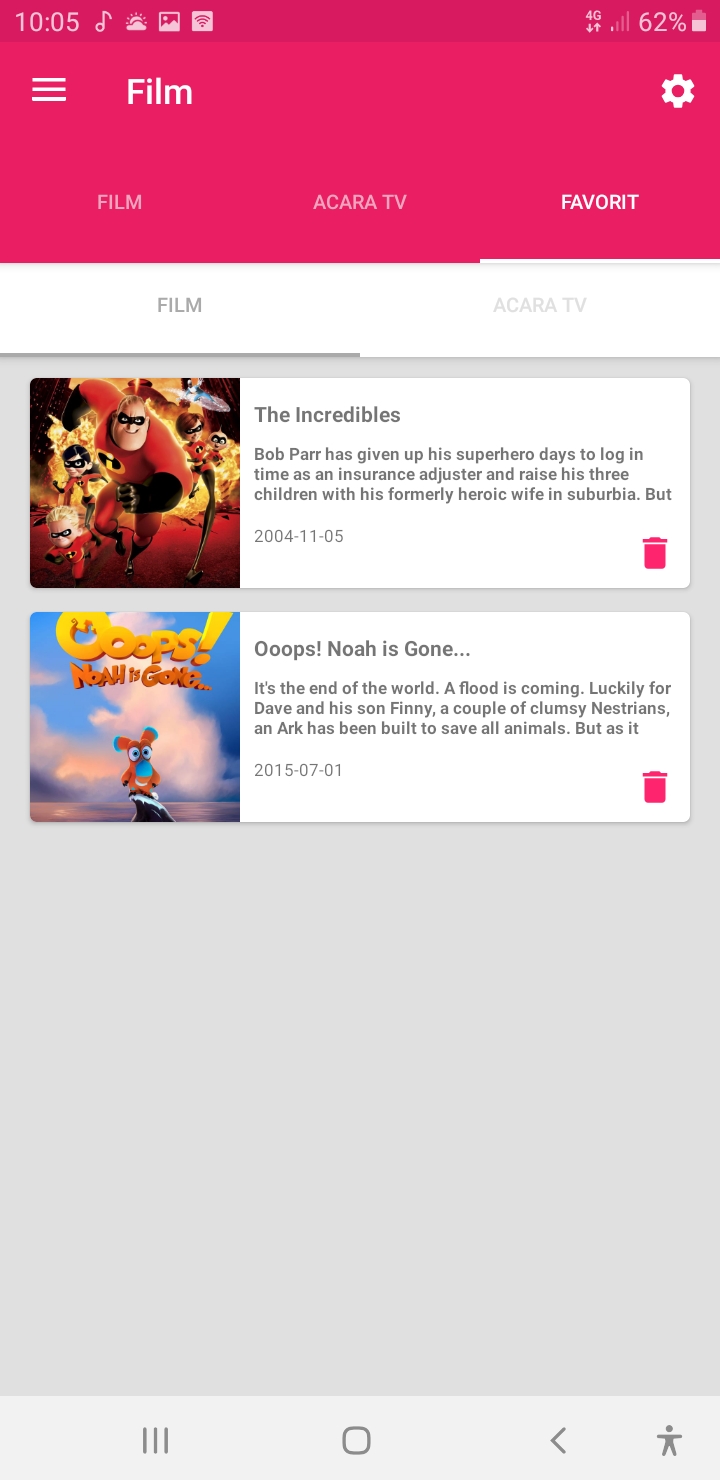 10:05
4G
62%
Film
FILM
ACARA TV
FAVORIT
FILM
ACARA TV
The Incredibles
Bob Parr has given up his superhero days to log in
time as an insurance adjuster and raise his three
children with his formerly heroic wife in suburbia. But
2004-11-05
Ooops!
NOAH is GONE...
Ooops! Noah is Gone...
It's the end of the world. A flood is coming. Luckily for
Dave and his son Finny, a couple of clumsy Nestrians,
an Ark has been built to save all animals. But as it
2015-07-01